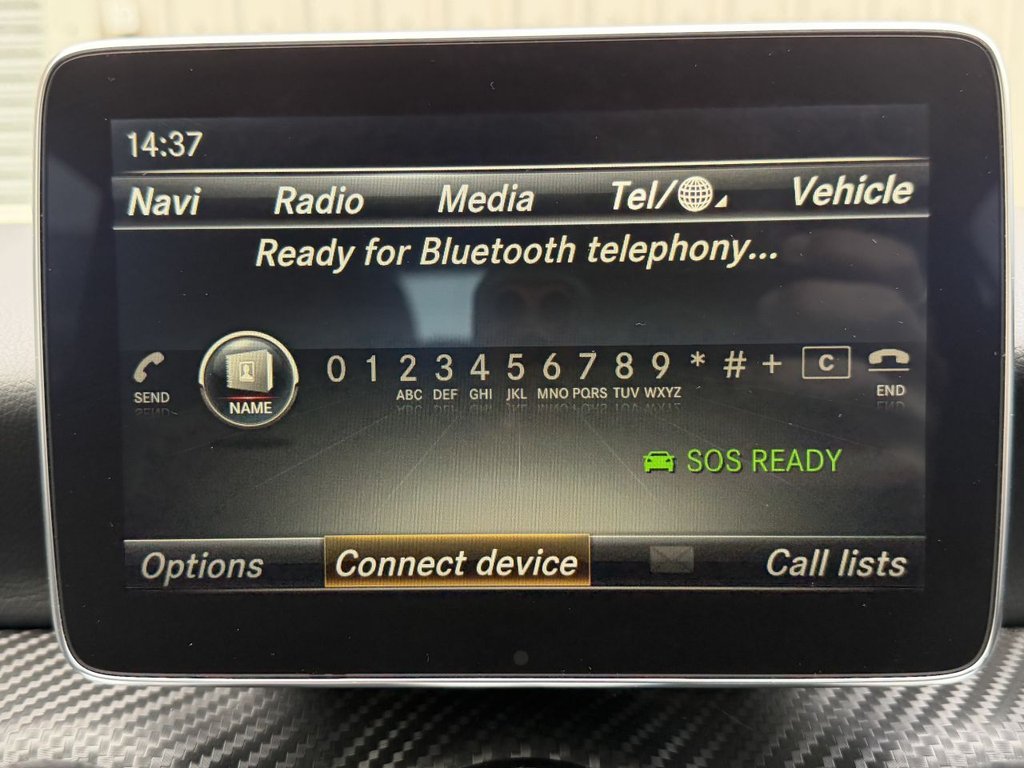 14:37
Navi Radio Media Tel/ Vehicle
Ready for Bluetooth telephony...
0 1 2 3 4 5 6 7 8 9 * # + C
SEND NAME ABC DEF GHI JKL MNO PQRS TUV WXYZ END
SOS READY
Options Connect device Call lists